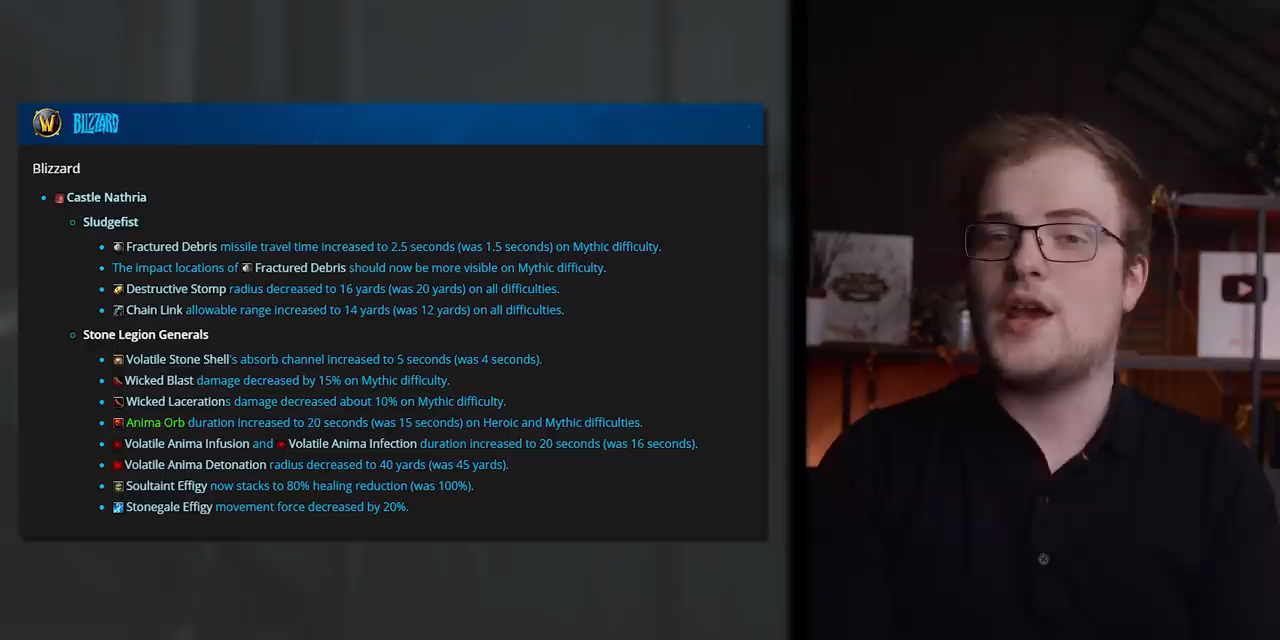 BLIZZARD
Blizzard
Castle Nathria
Sludgefist
Fractured Debris missile travel time increased to 2.5 seconds (was 1.5 seconds) on Mythic difficulty.
The impact locations of Fractured Debris should now be more visible on Mythic difficulty.
Destructive Stomp radius decreased to 16 yards (was 20 yards) on all difficulties.
Chain Link allowable range increased to 14 yards (was 12 yards) on all difficulties.
Stone Legion Generals
Volatile Stone Shell's absorb channel increased to 5 seconds (was 4 seconds).
Wicked Blast damage decreased by 15% on Mythic difficulty.
Wicked Lacerations damage decreased about 10% on Mythic difficulty.
Anima Orb duration increased to 20 seconds (was 15 seconds) on Heroic and Mythic difficulties.
Volatile Anima Infusion and Volatile Anima Infection duration increased to 20 seconds (was 16 seconds).
Volatile Anima Detonation radius decreased to 40 yards (was 45 yards).
Soultaint Effigy now stacks to 80% healing reduction (was 100%).
Stonegale Effigy movement force decreased by 20%.